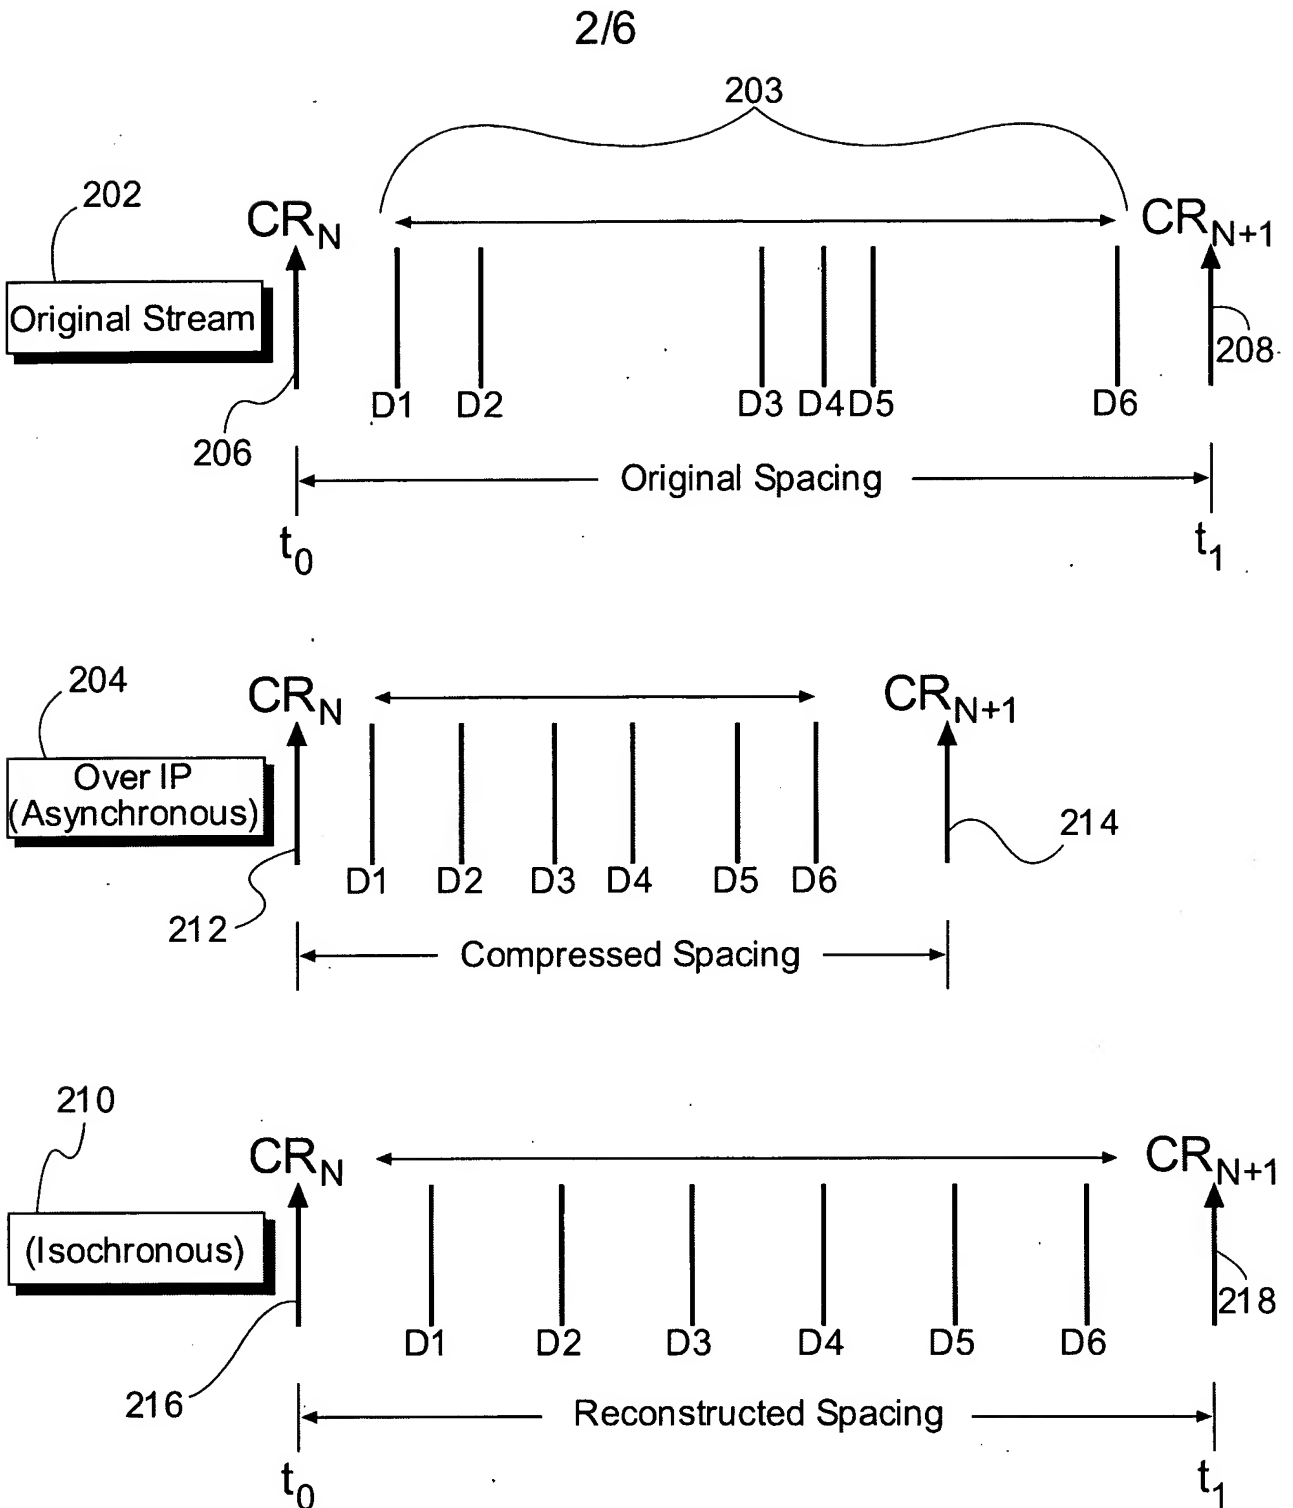 2/6
203
202
CR_N
CR_N+1
Original Stream
208
D1 D2 D3 D4 D5 D6
206
Original Spacing
t_0
t_1
204
CR_N
CR_N+1
Over IP
(Asynchronous)
214
D1 D2 D3 D4 D5 D6
212
Compressed Spacing
210
CR_N
CR_N+1
(Isochronous)
218
D1 D2 D3 D4 D5 D6
216
Reconstructed Spacing
t_0
t_1